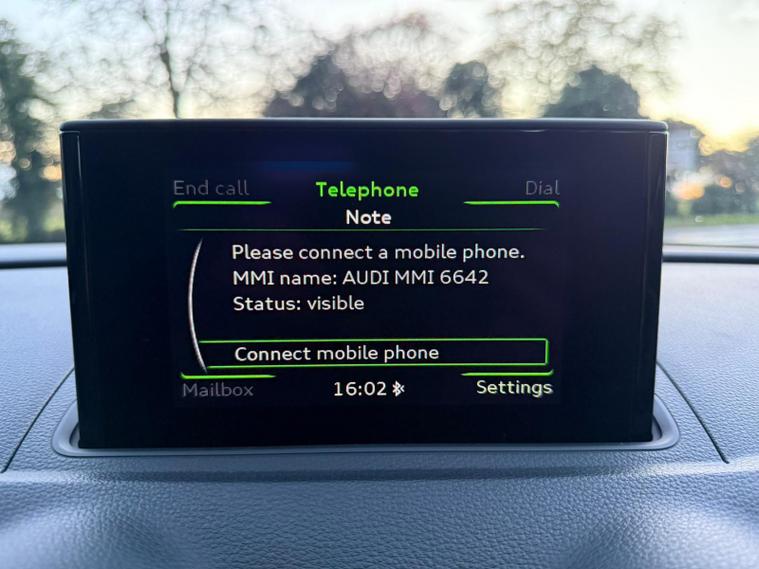 End call Telephone Dial
Note
Please connect a mobile phone.
MMI name: AUDI MMI 6642
Status: visible
Connect mobile phone
Mailbox 16:02 Settings